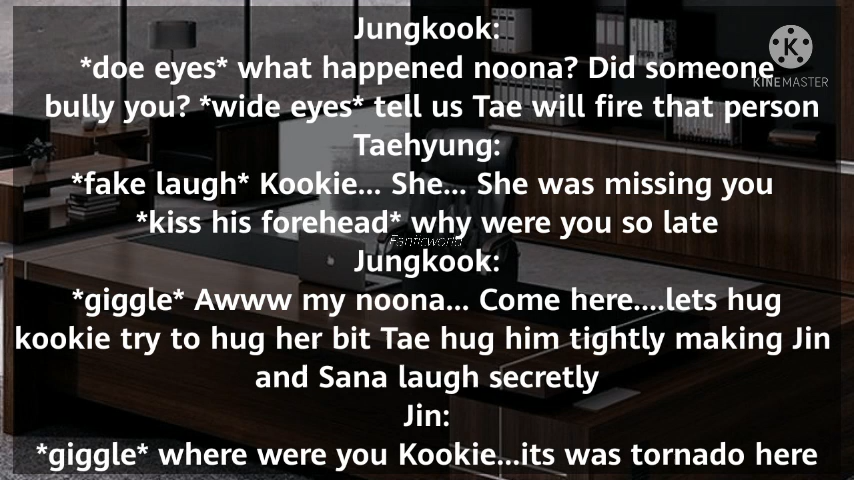 Jungkook:
*doe eyes* what happened noona? Did someone
bully you? *wide eyes* tell us Tae will fire that person
Taehyung:
*fake laugh* Kookie... She... She was missing you
*kiss his forehead* why were you so late
Jungkook:
*giggle* Awww my noona... Come here....lets hug
kookie try to hug her bit Tae hug him tightly making Jin
and Sana laugh secretly
Jin:
*giggle* where were you Kookie...its was tornado here
K
KINEMASTER
Fanficworld